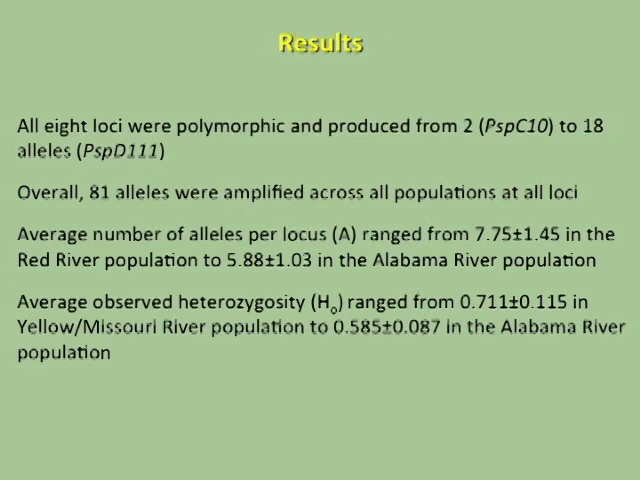 Results
All eight loci were polymorphic and produced from 2 (PspC10) to 18
alleles (PspD111)
Overall, 81 alleles were amplified across all populations at all loci
Average number of alleles per locus (A) ranged from 7.75±1.45 in the
Red River population to 5.88±1.03 in the Alabama River population
Average observed heterozygosity (Ho) ranged from 0.711±0.115 in
Yellow/Missouri River population to 0.585±0.087 in the Alabama River
population